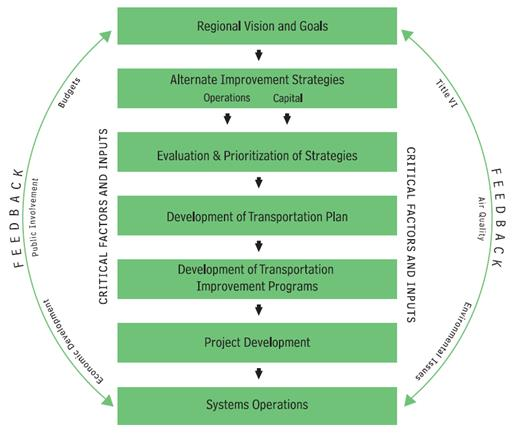 Regional Vision and Goals
Alternate Improvement Strategies
Operations Capital
Evaluation & Prioritization of Strategies
Development of Transportation Plan
Development of Transportation
Improvement Programs
Project Development
Systems Operations
FEEDBACK
Budgets
Public Involvement
Economic Development
CRITICAL FACTORS AND INPUTS
CRITICAL FACTORS AND INPUTS
Title VI
Air Quality
Environmental Issues
FEEDBACK